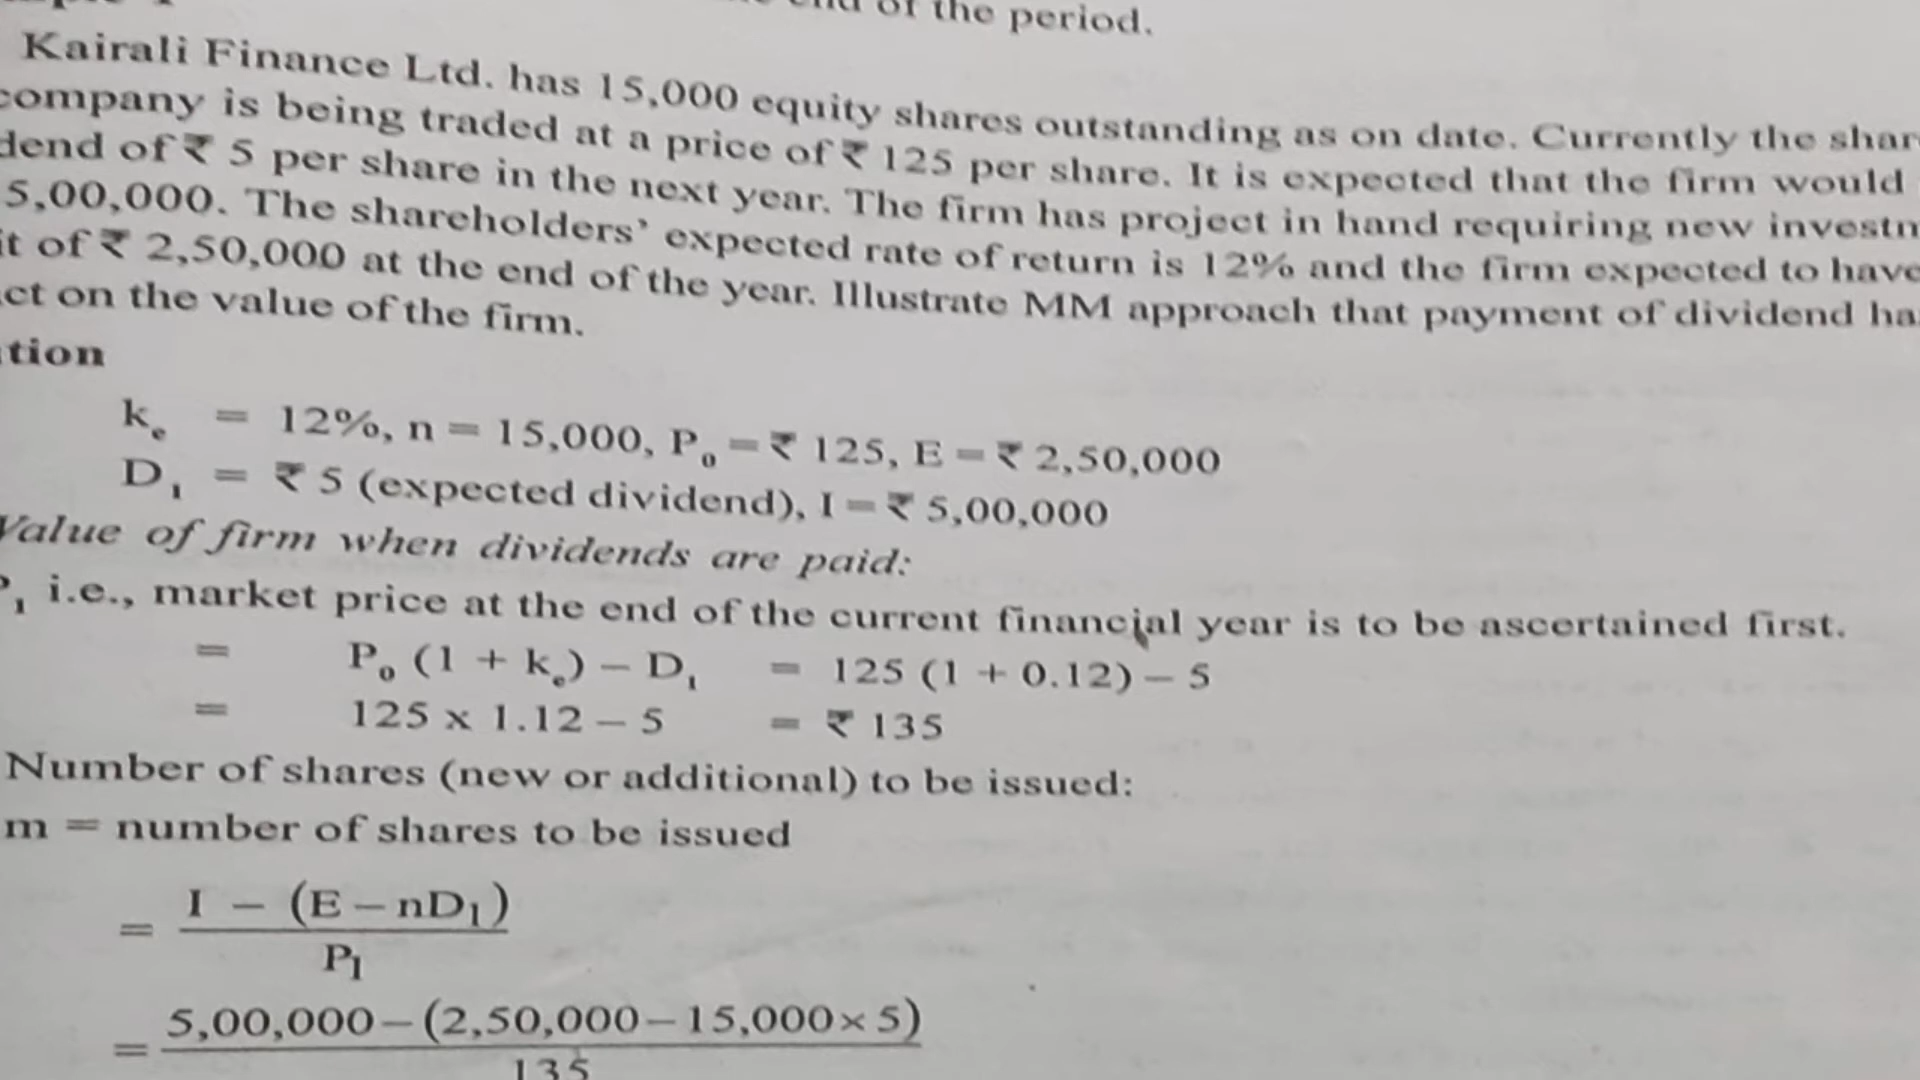 of the period.
Kairali Finance Ltd. has 15,000 equity shares outstanding as on date. Currently the shar
company is being traded at a price of ₹ 125 per share. It is expected that the firm would
dend of ₹ 5 per share in the next year. The firm has project in hand requiring new investn
5,00,000. The shareholders' expected rate of return is 12% and the firm expected to have
it of ₹ 2,50,000 at the end of the year. Illustrate MM approach that payment of dividend ha
ct on the value of the firm.
tion
kₑ = 12%, n = 15,000, P₀ = ₹ 125, E = ₹ 2,50,000
D₁ = ₹ 5 (expected dividend), I = ₹ 5,00,000
Value of firm when dividends are paid:
P₁ i.e., market price at the end of the current financial year is to be ascertained first.
= P₀ (1 + kₑ) – D₁ = 125 (1 + 0.12) – 5
= 125 x 1.12 – 5 = ₹ 135
Number of shares (new or additional) to be issued:
m = number of shares to be issued
= I – (E – nD₁)
P₁
= 5,00,000 – (2,50,000 – 15,000 × 5)
135